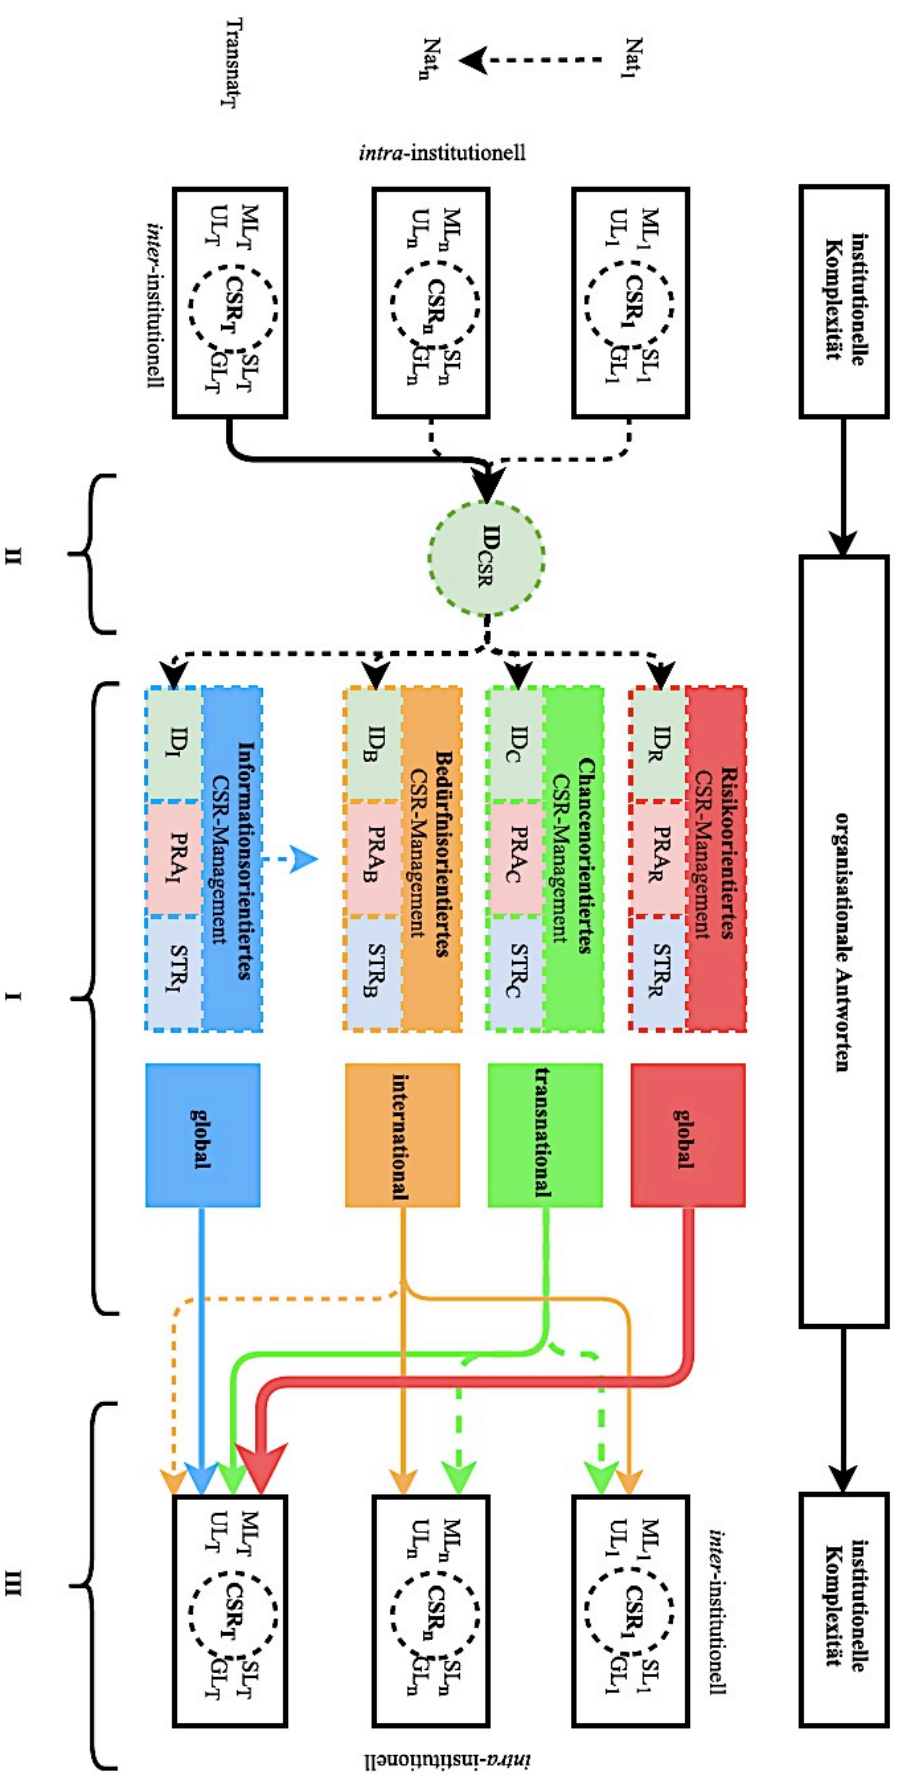 institutionelle
Komplexität
organisationale Antworten
institutionelle
Komplexität
Nat1
Natn
TransnatT
intra-institutionell
ML1 SL1
CSR1
UL1 GL1
MLn SLn
CSRn
ULn GLn
MLT SLT
CSRT
ULT GLT
inter-institutionell
IDCSR
Risikoorientiertes
CSR-Management
IDR PRAR STRR
Chancenorientiertes
CSR-Management
IDC PRAC STRC
Bedürfnisorientiertes
CSR-Management
IDB PRAB STRB
Informationsorientiertes
CSR-Management
IDI PRAI STRI
global
transnational
international
global
inter-institutionell
ML1 SL1
CSR1
UL1 GL1
MLn SLn
CSRn
ULn GLn
MLT SLT
CSRT
ULT GLT
intra-institutionell
II
I
III